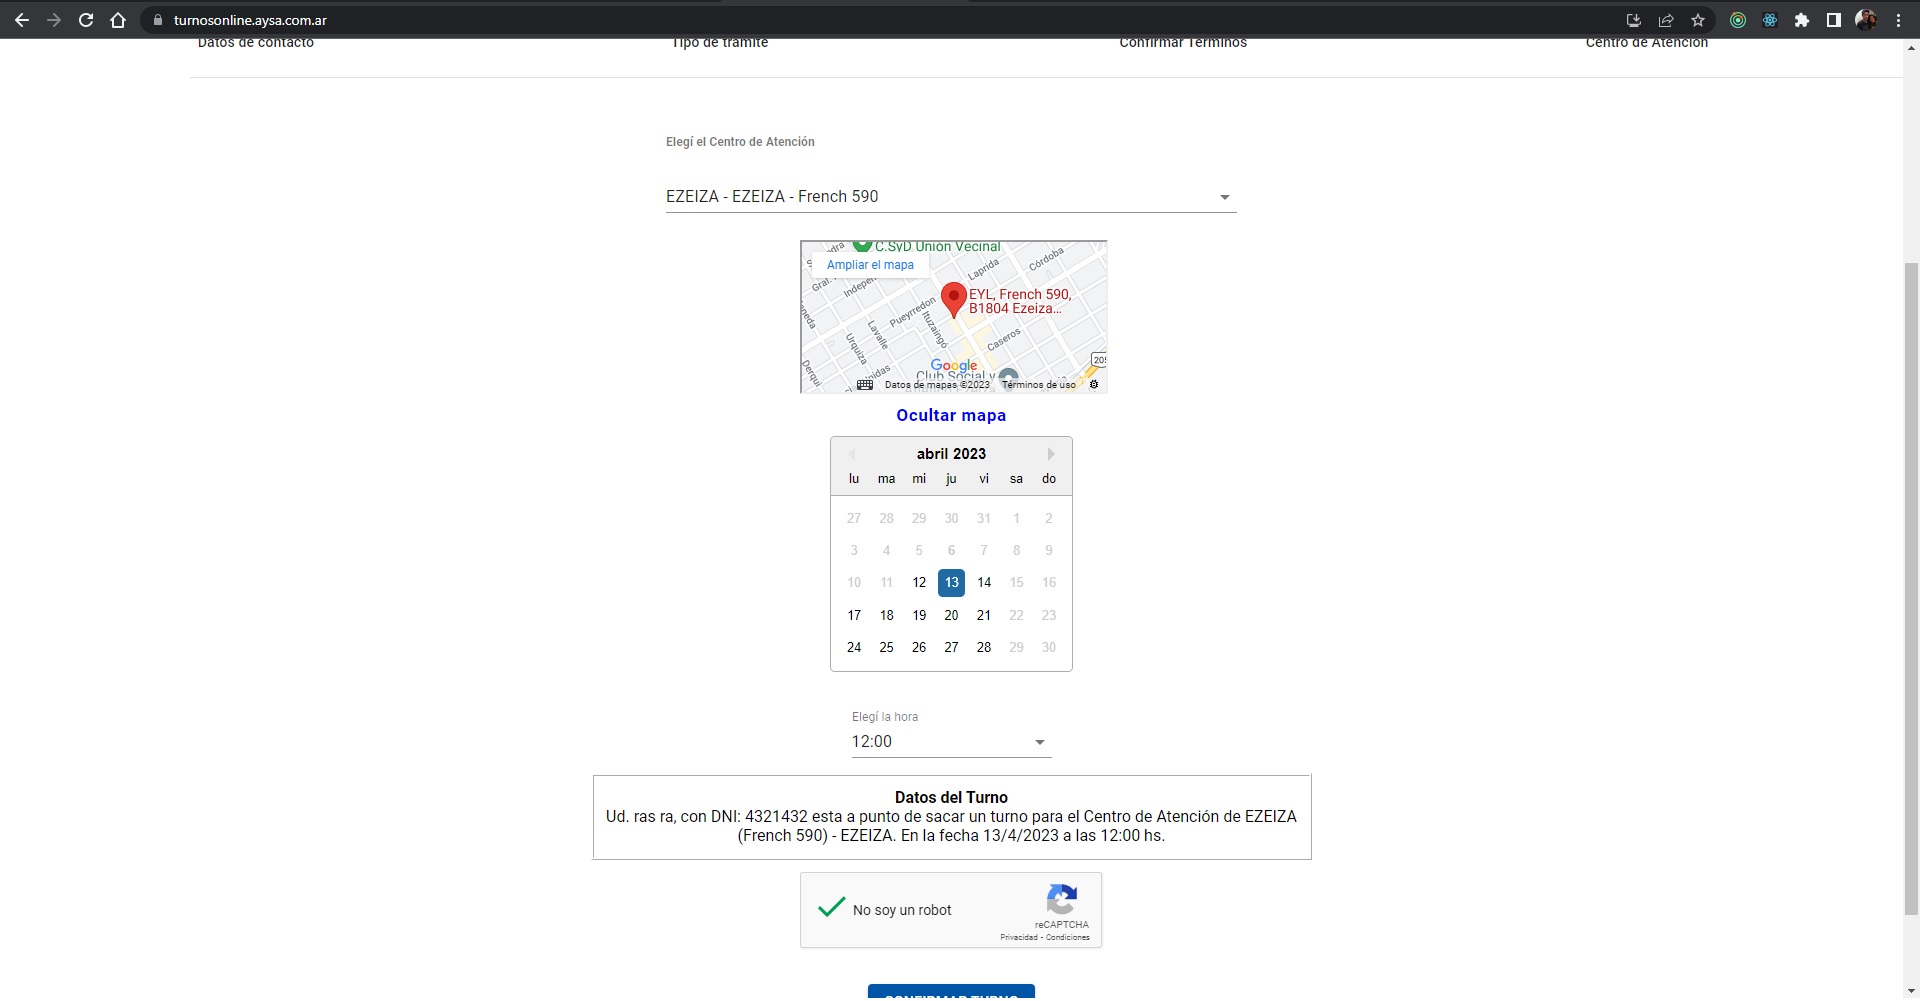 turnosonline.aysa.com.ar
Datos de contacto
Tipo de trámite
Confirmar Términos
Centro de Atención
Elegí el Centro de Atención
EZEIZA - EZEIZA - French 590
C.SyD Unión Vecinal
Ampliar el mapa
Laprida
Córdoba
EYL, French 590,
B1804 Ezeiza...
Pueyrredon
Ituzaingó
Lavalle
Urquiza
Caseros
Derqui
205
Google
Club Social y
Datos de mapas ©2023
Términos de uso
Ocultar mapa
abril 2023
lu ma mi ju vi sa do
27 28 29 30 31 1 2
3 4 5 6 7 8 9
10 11 12 13 14 15 16
17 18 19 20 21 22 23
24 25 26 27 28 29 30
Elegí la hora
12:00
Datos del Turno
Ud. ras ra, con DNI: 4321432 esta a punto de sacar un turno para el Centro de Atención de EZEIZA
(French 590) - EZEIZA. En la fecha 13/4/2023 a las 12:00 hs.
No soy un robot
reCAPTCHA
Privacidad - Condiciones
CONFIRMAR TURNO